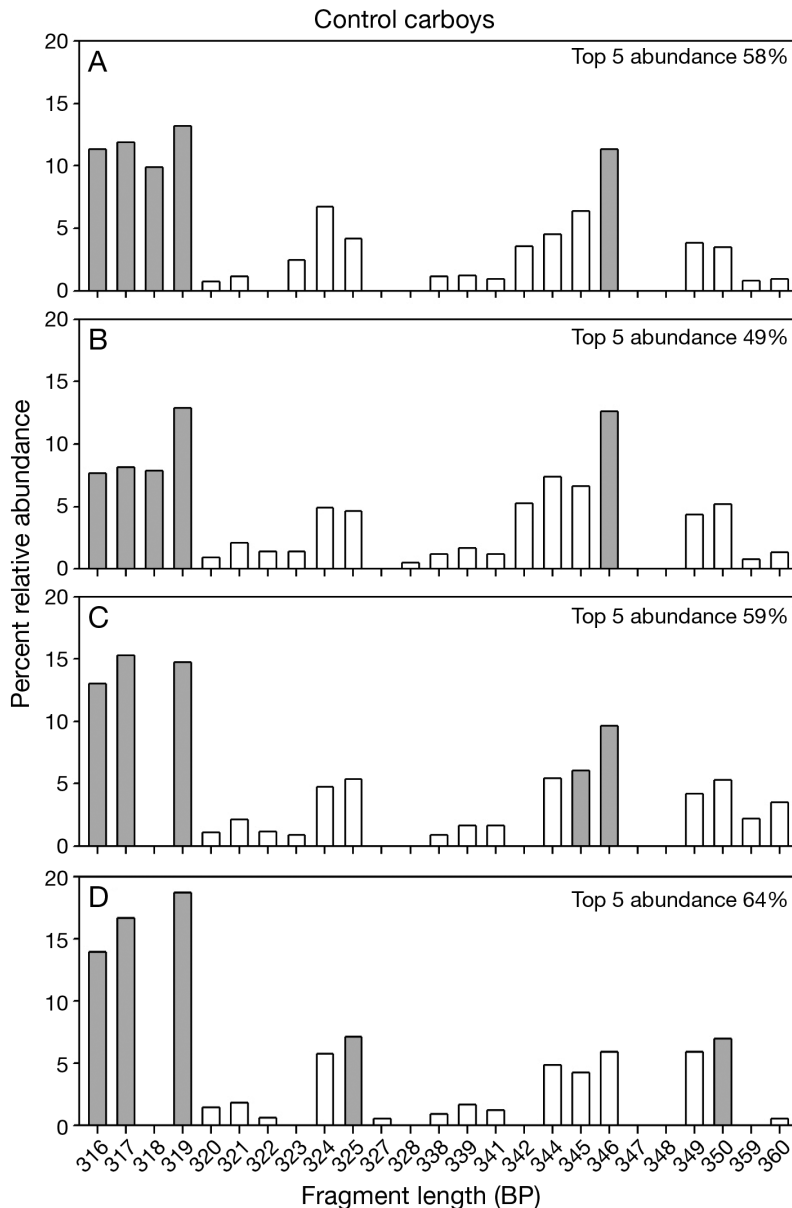 Control carboys
A
Top 5 abundance 58%
20
15
10
5
0
B
Top 5 abundance 49%
20
15
10
5
0
Percent relative abundance
C
Top 5 abundance 59%
20
15
10
5
0
D
Top 5 abundance 64%
20
15
10
5
0
316 317 318 319 320 321 322 323 324 325 327 328 338 339 341 342 344 345 346 347 348 349 350 359 360
Fragment length (BP)